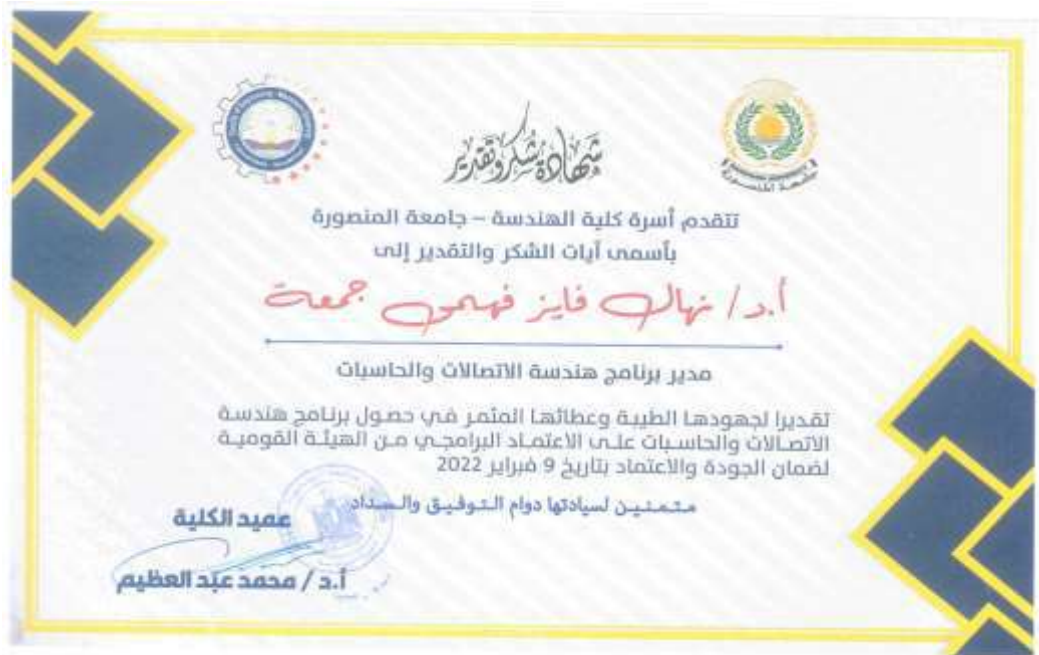 شهادة شكر وتقدير
تتقدم أسرة كلية الهندسة – جامعة المنصورة
بأسمى آيات الشكر والتقدير إلى
أ.د/ نهال فايز فهمى جمعة
مدير برنامج هندسة الاتصالات والحاسبات
تقديرا لجهودها الطيبة وعطائها المثمر في حصول برنامج هندسة
الاتصالات والحاسبات على الاعتماد البرامجي من الهيئة القومية
لضمان الجودة والاعتماد بتاريخ 9 فبراير 2022
متمنين لسيادتها دوام التوفيق والسداد
عميد الكلية
أ.د / محمد عبد العظيم